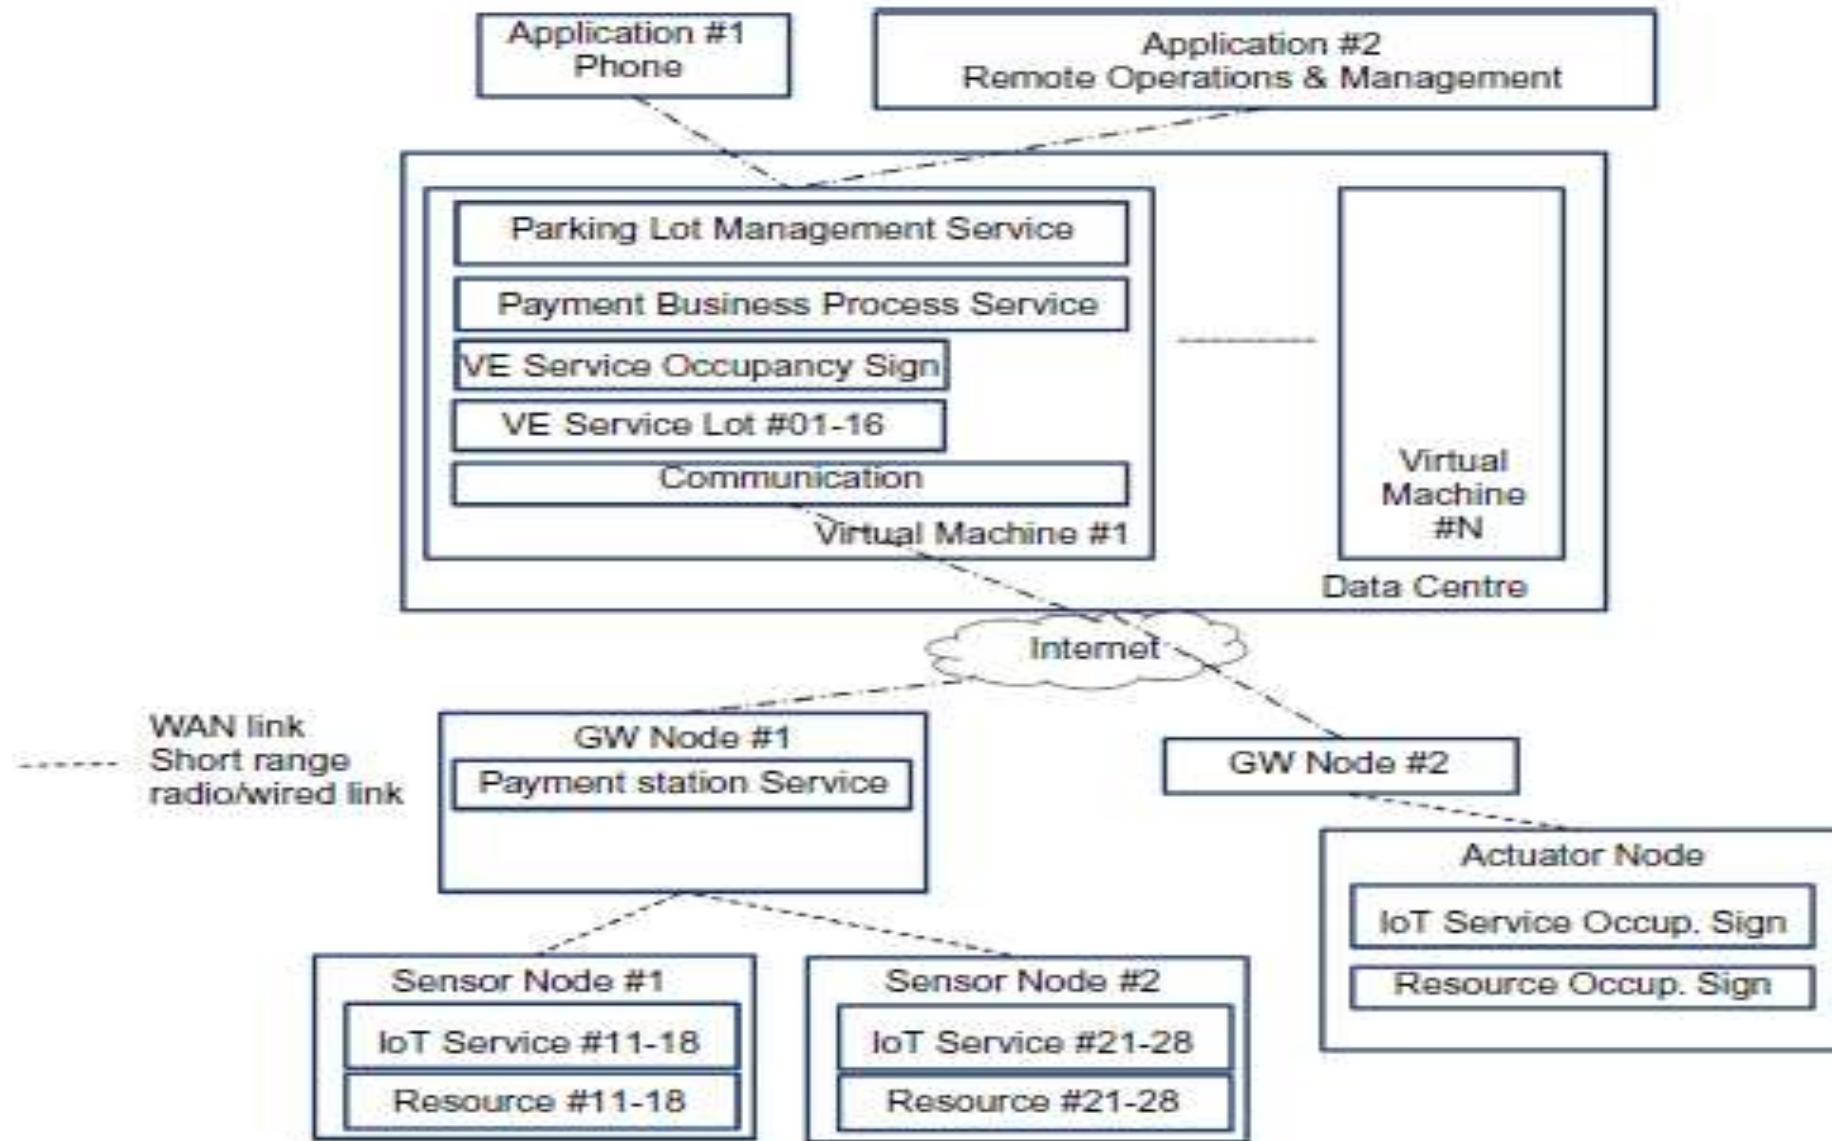 Application #1
Phone
Application #2
Remote Operations & Management
Parking Lot Management Service
Payment Business Process Service
VE Service Occupancy Sign
VE Service Lot #01-16
Communication
Virtual Machine #1
Virtual
Machine
#N
Data Centre
Internet
WAN link
Short range
radio/wired link
GW Node #1
Payment station Service
GW Node #2
Actuator Node
IoT Service Occup. Sign
Resource Occup. Sign
Sensor Node #1
IoT Service #11-18
Resource #11-18
Sensor Node #2
IoT Service #21-28
Resource #21-28